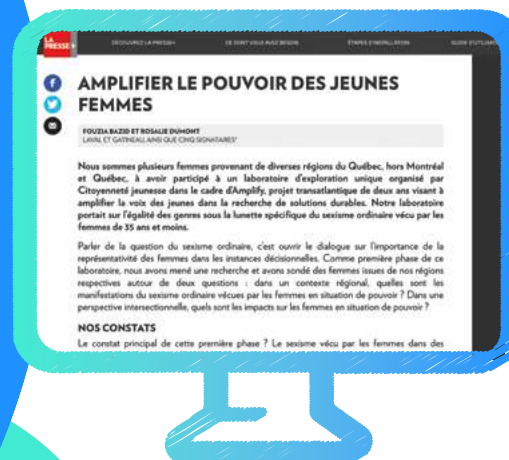 LA PRESSE+
DÉCOUVREZ LA PRESSE+ CE DONT VOUS AVEZ BESOIN ÉTAPES D'INSTALLATION GUIDE D'UTILISATI
AMPLIFIER LE POUVOIR DES JEUNES
FEMMES
FOUZIA BAZID ET ROSALIE DUMONT
LAVAL ET GATINEAU, AINSI QUE CINQ SIGNATAIRES*
Nous sommes plusieurs femmes provenant de diverses régions du Québec, hors Montréal
et Québec, à avoir participé à un laboratoire d'exploration unique organisé par
Citoyenneté jeunesse dans le cadre d'Amplify, projet transatlantique de deux ans visant à
amplifier la voix des jeunes dans la recherche de solutions durables. Notre laboratoire
portait sur l'égalité des genres sous la lunette spécifique du sexisme ordinaire vécu par les
femmes de 35 ans et moins.
Parler de la question du sexisme ordinaire, c'est ouvrir le dialogue sur l'importance de la
représentativité des femmes dans les instances décisionnelles. Comme première phase de ce
laboratoire, nous avons mené une recherche et avons sondé des femmes issues de nos régions
respectives autour de deux questions : dans un contexte régional, quelles sont les
manifestations du sexisme ordinaire vécues par les femmes en situation de pouvoir ? Dans une
perspective intersectionnelle, quels sont les impacts sur les femmes en situation de pouvoir ?
NOS CONSTATS
Le constat principal de cette première phase ? Le sexisme vécu par les femmes dans des